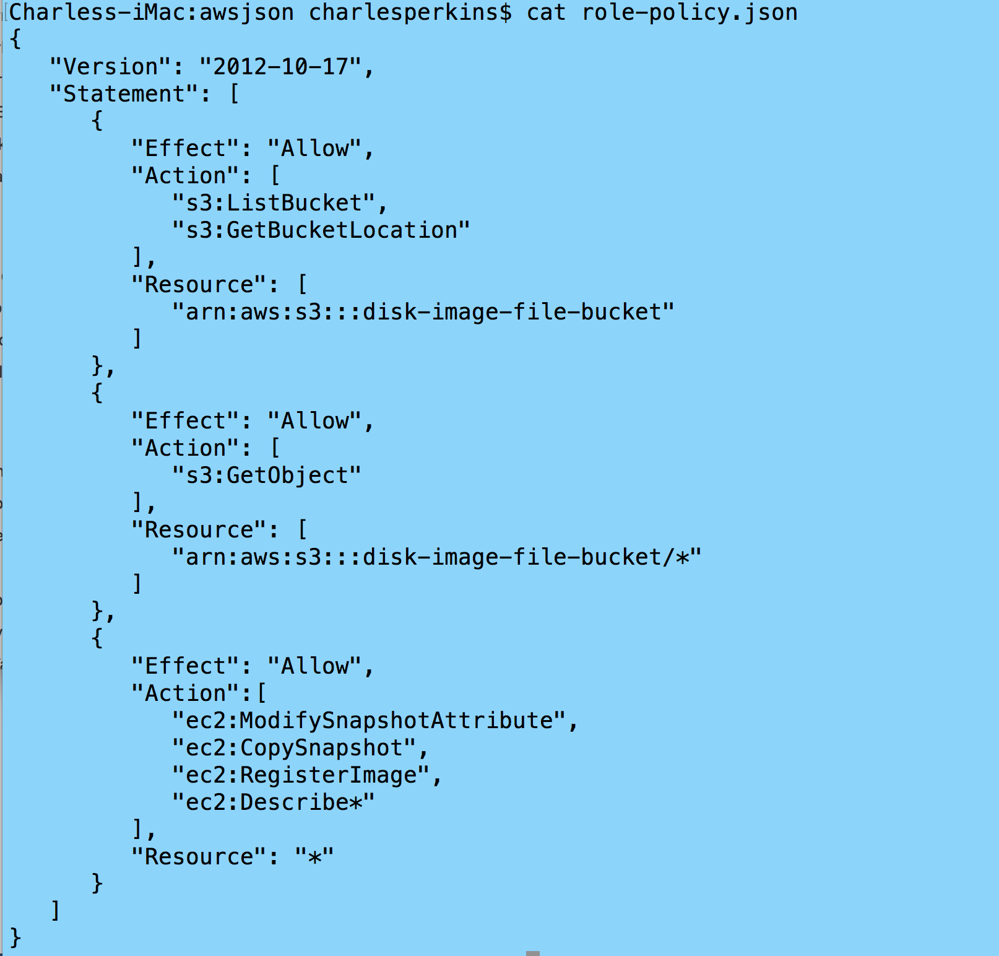 Charless-iMac:awsjson charlesperkins$ cat role-policy.json
{
   "Version": "2012-10-17",
   "Statement": [
      {
         "Effect": "Allow",
         "Action": [
            "s3:ListBucket",
            "s3:GetBucketLocation"
         ],
         "Resource": [
            "arn:aws:s3:::disk-image-file-bucket"
         ]
      },
      {
         "Effect": "Allow",
         "Action": [
            "s3:GetObject"
         ],
         "Resource": [
            "arn:aws:s3:::disk-image-file-bucket/*"
         ]
      },
      {
         "Effect": "Allow",
         "Action":[
            "ec2:ModifySnapshotAttribute",
            "ec2:CopySnapshot",
            "ec2:RegisterImage",
            "ec2:Describe*"
         ],
         "Resource": "*"
      }
   ]
}